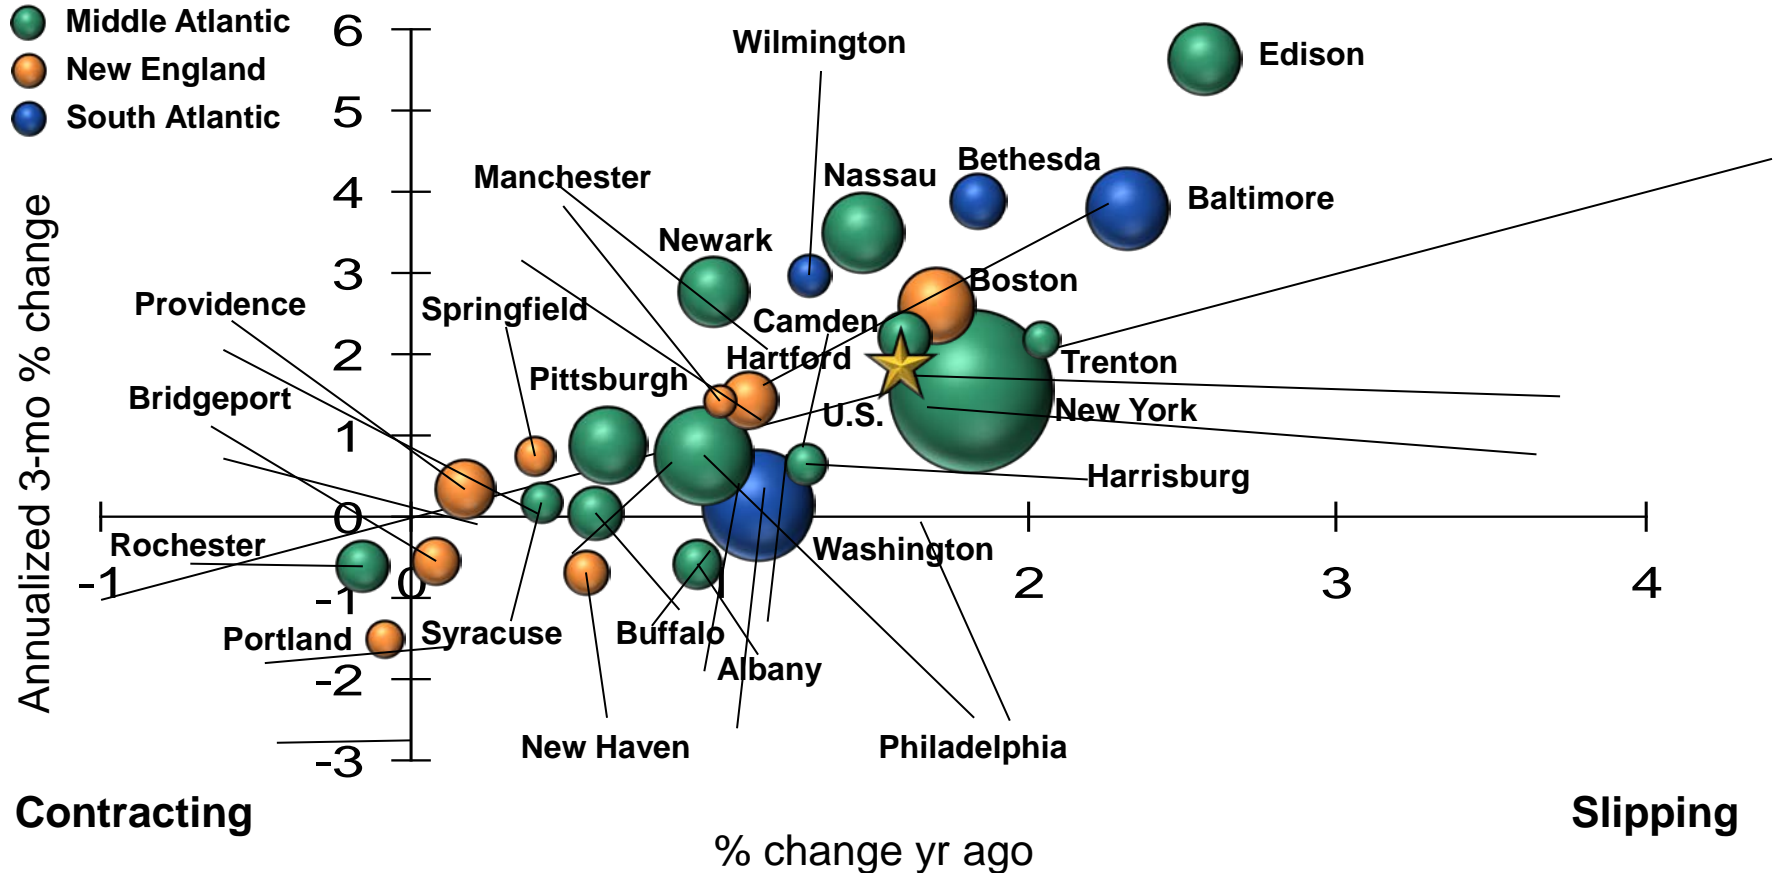 Middle Atlantic
New England
South Atlantic
6
5
4
3
2
1
0
-1
-2
-3
Annualized 3-mo % change
Wilmington
Edison
Manchester
Nassau
Bethesda
Baltimore
Newark
Boston
Providence
Springfield
Camden
Hartford
Trenton
Bridgeport
Pittsburgh
U.S.
New York
Harrisburg
Rochester
Washington
-1
0
1
2
3
4
Portland
Syracuse
Buffalo
Albany
New Haven
Philadelphia
Contracting
Slipping
% change yr ago